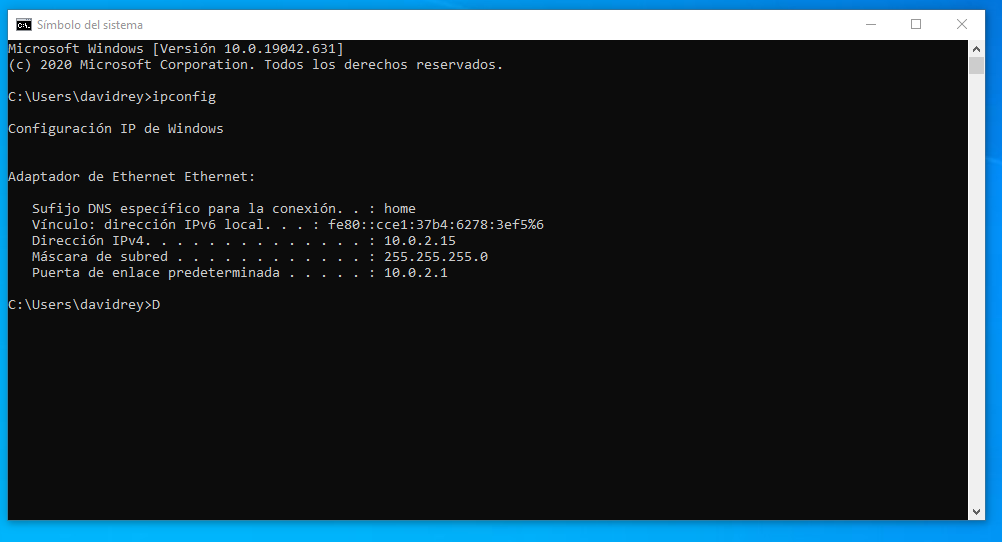 Símbolo del sistema
Microsoft Windows [Versión 10.0.19042.631]
(c) 2020 Microsoft Corporation. Todos los derechos reservados.
C:\Users\davidrey>ipconfig
Configuración IP de Windows
Adaptador de Ethernet Ethernet:
Sufijo DNS específico para la conexión. . : home
Vínculo: dirección IPv6 local. . . : fe80::cce1:37b4:6278:3ef5%6
Dirección IPv4. . . . . . . . . . . . . . : 10.0.2.15
Máscara de subred . . . . . . . . . . . . : 255.255.255.0
Puerta de enlace predeterminada . . . . . : 10.0.2.1
C:\Users\davidrey>D